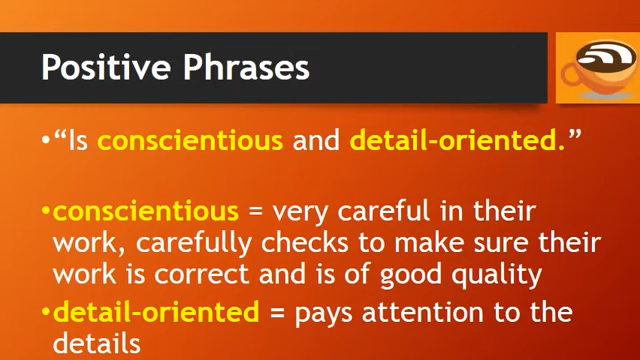 Positive Phrases
•“Is conscientious and detail-oriented.”
•conscientious = very careful in their
work, carefully checks to make sure their
work is correct and is of good quality
•detail-oriented = pays attention to the
details